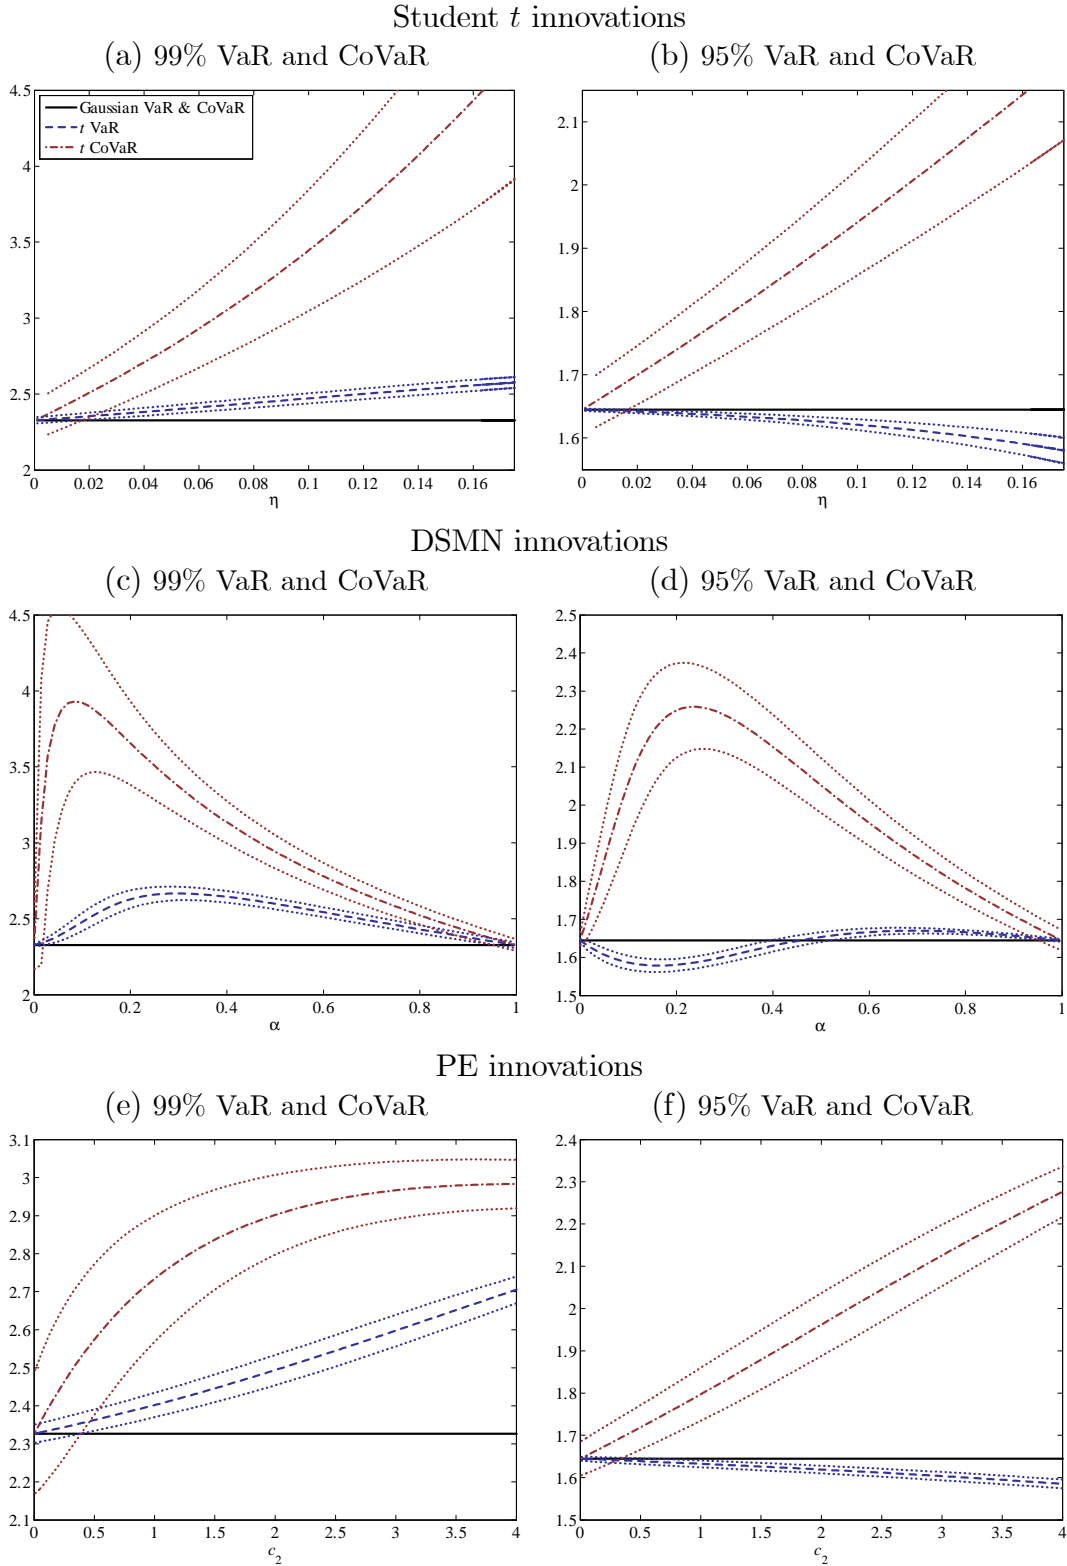 Student t innovations
(a) 99% VaR and CoVaR
(b) 95% VaR and CoVaR
4.5
4
3.5
3
2.5
2
Gaussian VaR & CoVaR
t VaR
t CoVaR
0 0.02 0.04 0.06 0.08 0.1 0.12 0.14 0.16
η
2.1
2
1.9
1.8
1.7
1.6
0 0.02 0.04 0.06 0.08 0.1 0.12 0.14 0.16
η
DSMN innovations
(c) 99% VaR and CoVaR
(d) 95% VaR and CoVaR
4.5
4
3.5
3
2.5
2
0 0.2 0.4 0.6 0.8 1
α
2.5
2.4
2.3
2.2
2.1
2
1.9
1.8
1.7
1.6
1.5
0 0.2 0.4 0.6 0.8 1
α
PE innovations
(e) 99% VaR and CoVaR
(f) 95% VaR and CoVaR
3.1
3
2.9
2.8
2.7
2.6
2.5
2.4
2.3
2.2
2.1
0 0.5 1 1.5 2 2.5 3 3.5 4
c2
2.4
2.3
2.2
2.1
2
1.9
1.8
1.7
1.6
1.5
0 0.5 1 1.5 2 2.5 3 3.5 4
c2